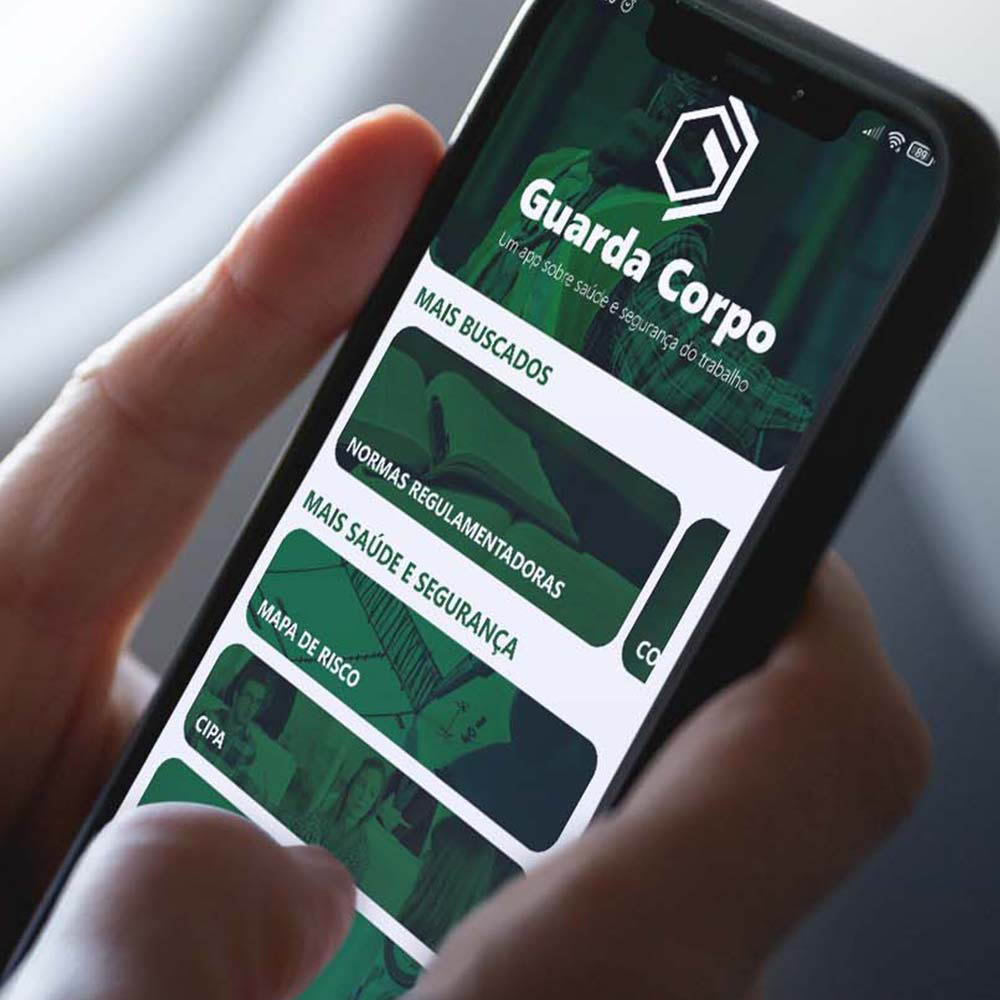 89
Guarda Corpo
Um app sobre saúde e segurança do trabalho
MAIS BUSCADOS
NORMAS REGULAMENTADORAS
CO
MAIS SAÚDE E SEGURANÇA
MAPA DE RISCO
CIPA